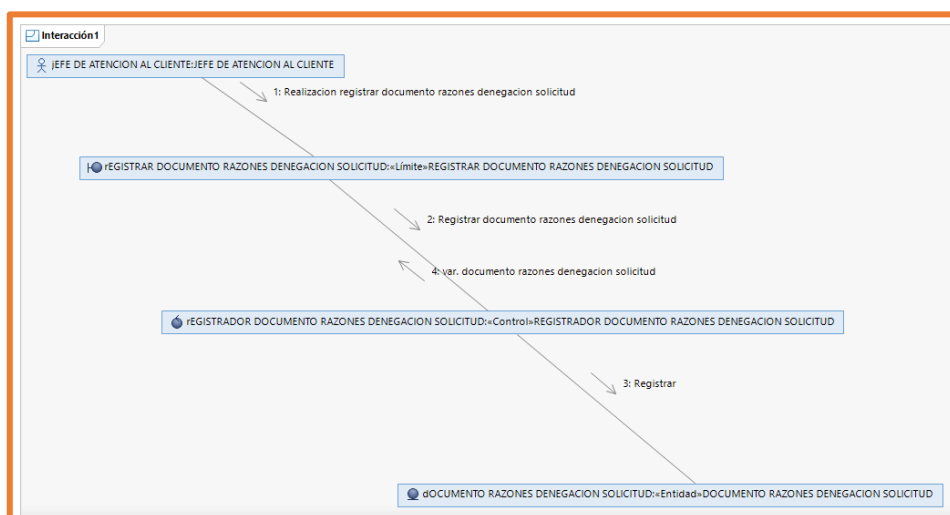 Interacción1
jEFE DE ATENCION AL CLIENTE:JEFE DE ATENCION AL CLIENTE
1: Realizacion registrar documento razones denegacion solicitud
rEGISTRAR DOCUMENTO RAZONES DENEGACION SOLICITUD:«Límite»REGISTRAR DOCUMENTO RAZONES DENEGACION SOLICITUD
2: Registrar documento razones denegacion solicitud
4: var. documento razones denegacion solicitud
rEGISTRADOR DOCUMENTO RAZONES DENEGACION SOLICITUD:«Control»REGISTRADOR DOCUMENTO RAZONES DENEGACION SOLICITUD
3: Registrar
dOCUMENTO RAZONES DENEGACION SOLICITUD:«Entidad»DOCUMENTO RAZONES DENEGACION SOLICITUD